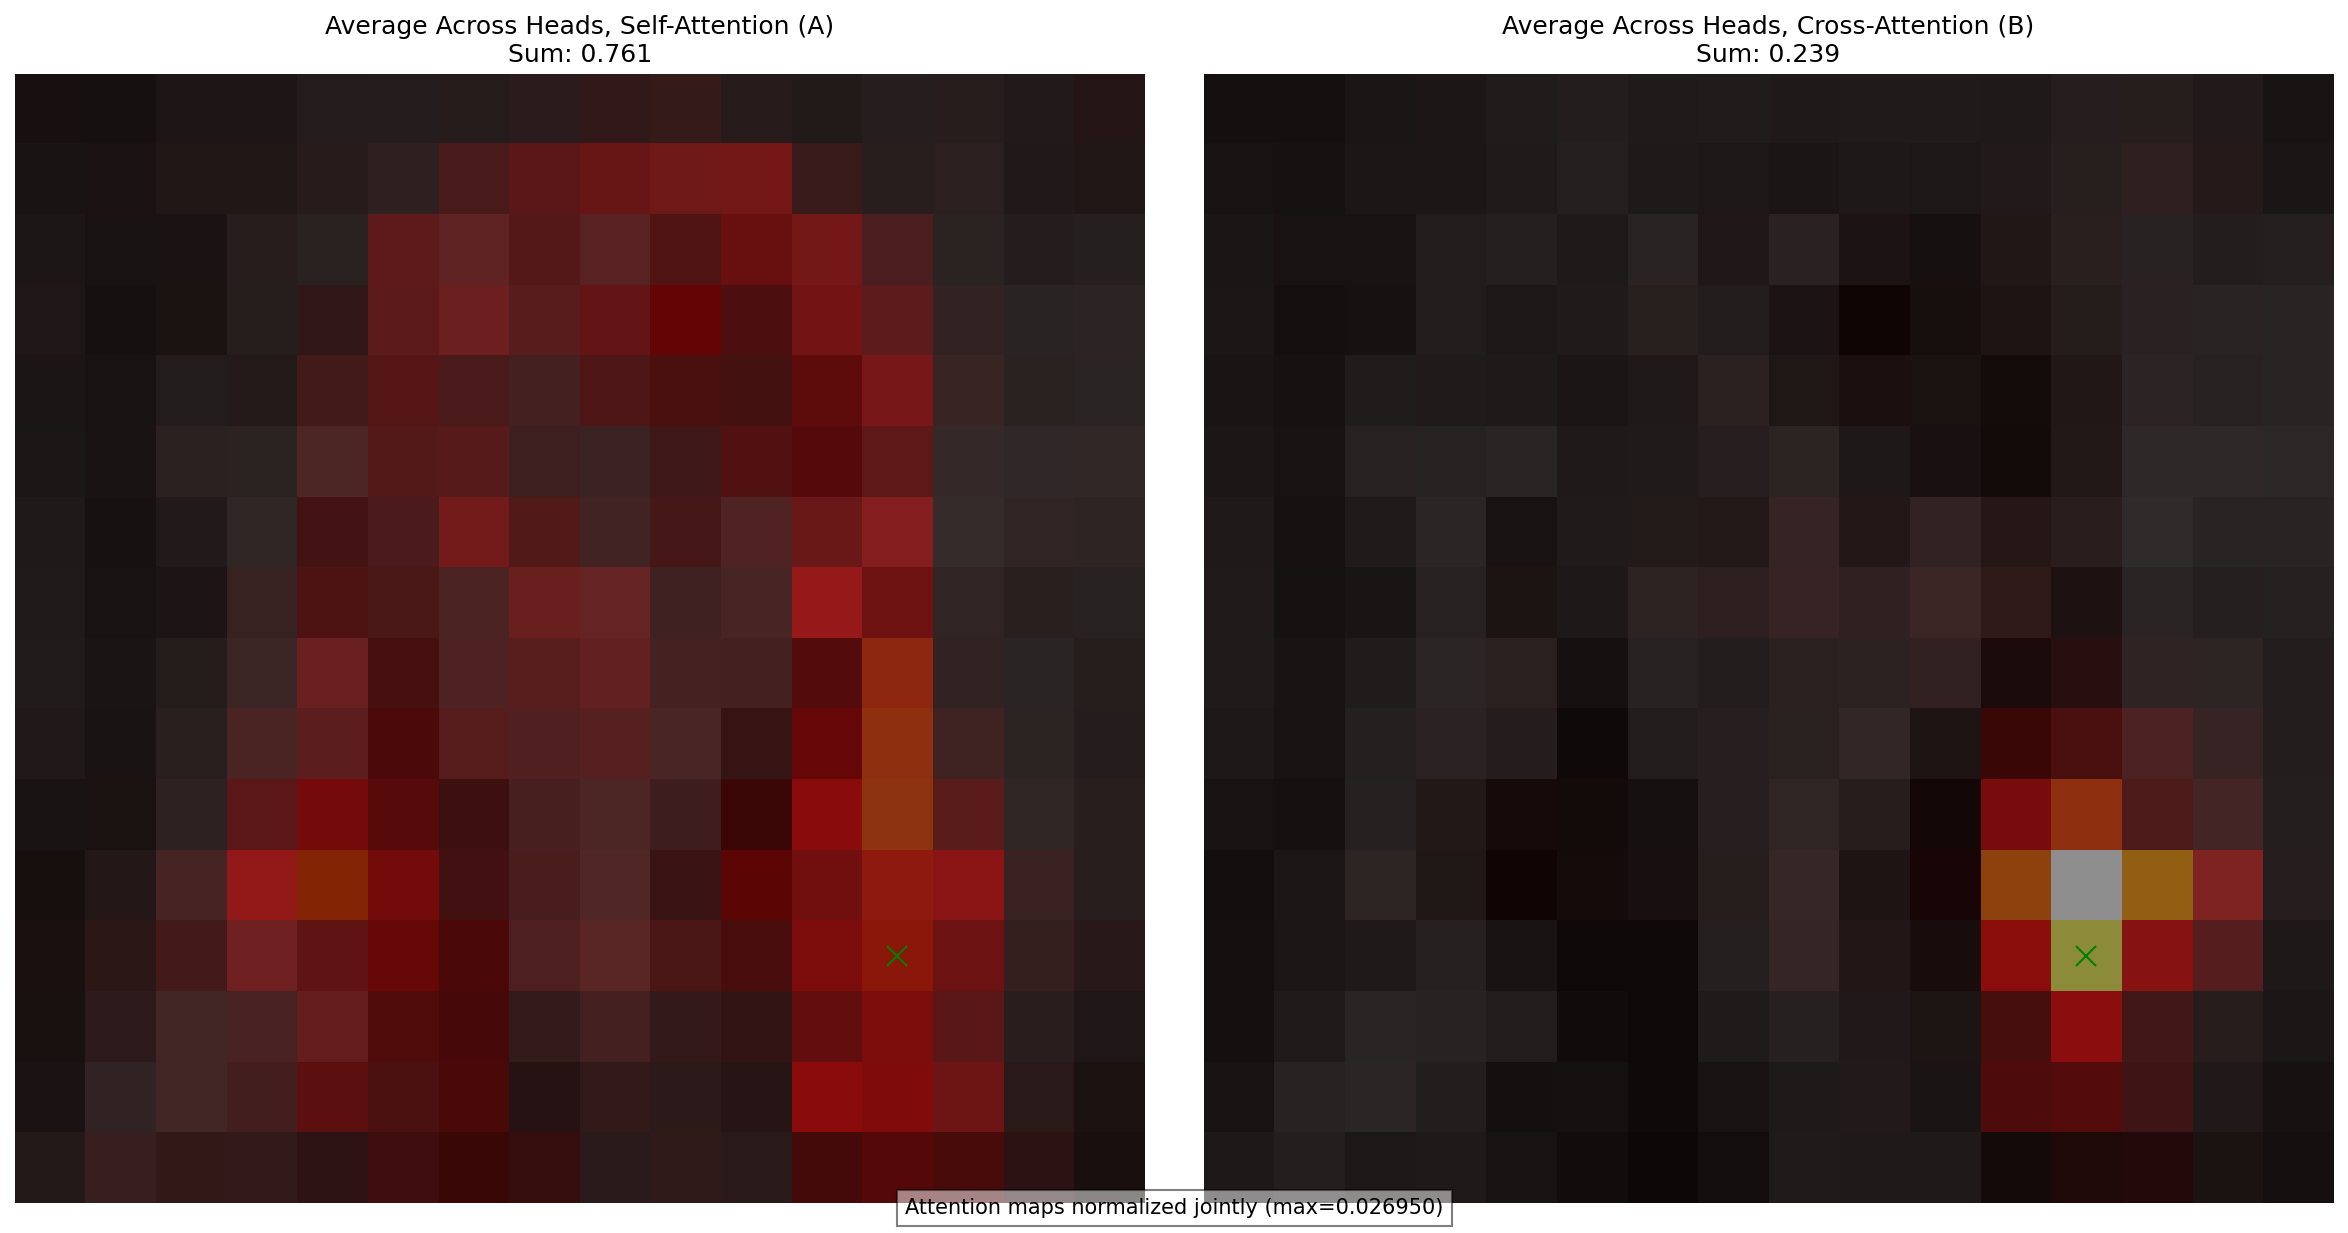 Average Across Heads, Self-Attention (A)
Sum: 0.761
Average Across Heads, Cross-Attention (B)
Sum: 0.239
Attention maps normalized jointly (max=0.026950)